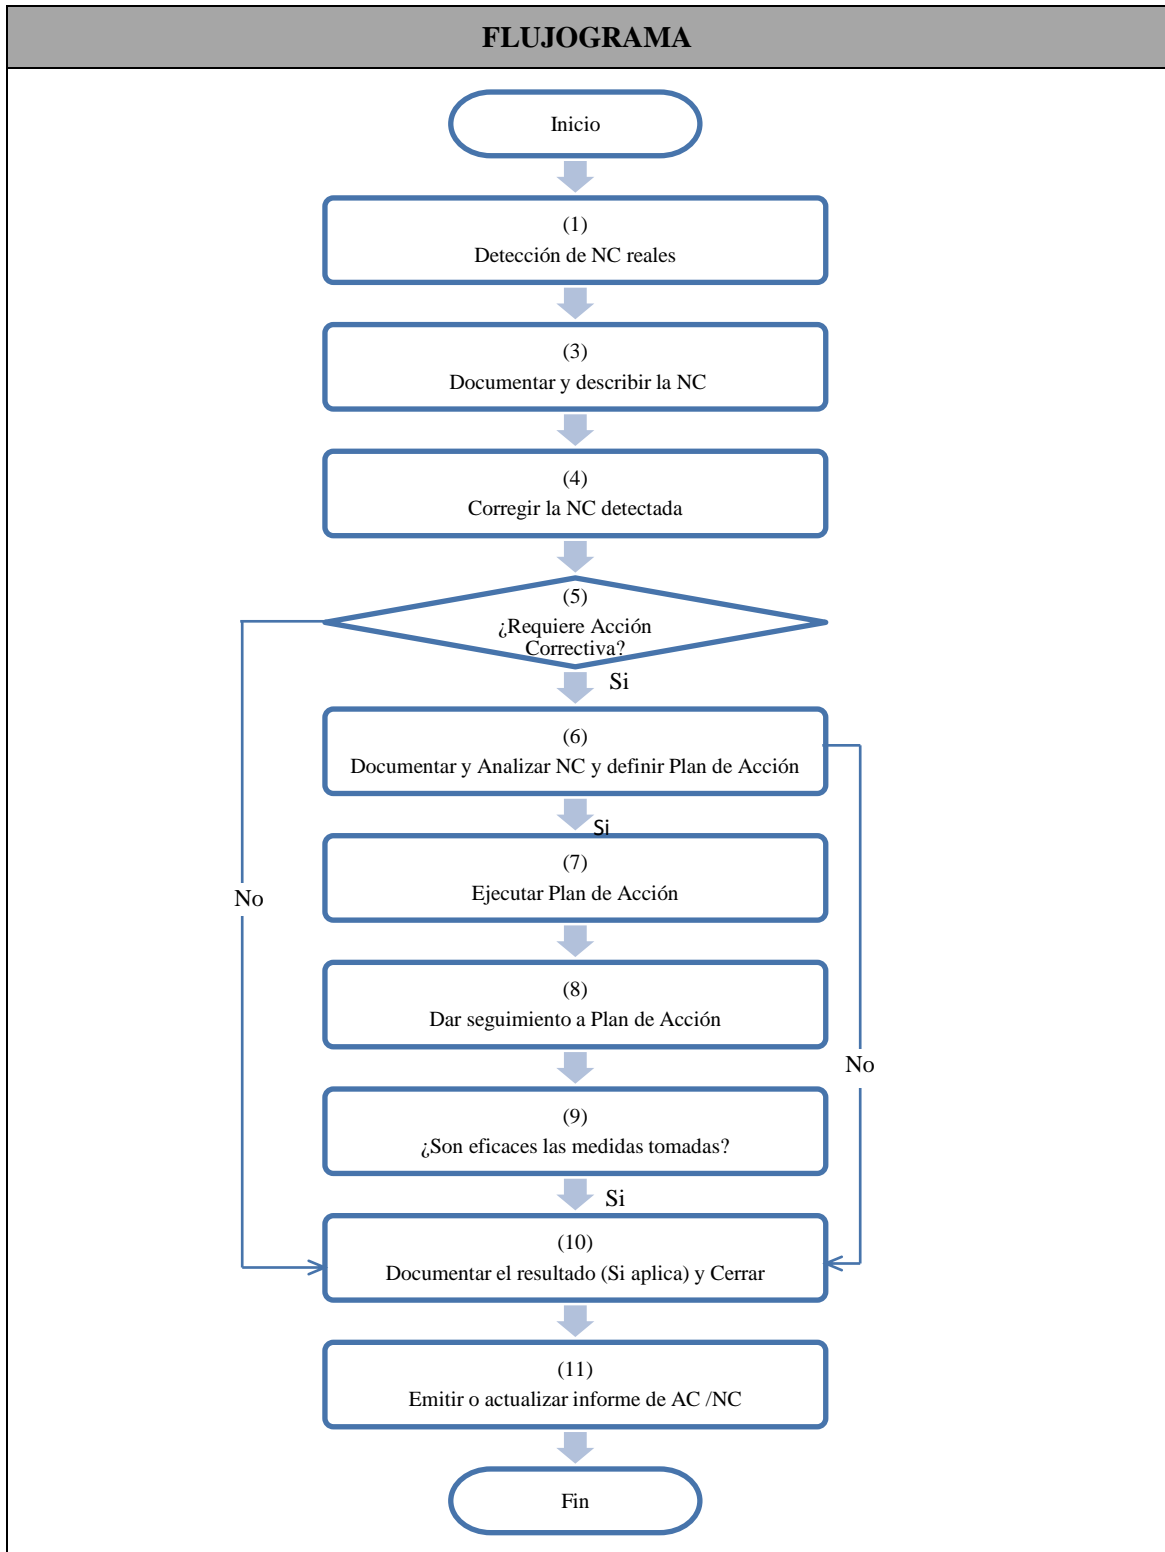 FLUJOGRAMA
Inicio
(1)
Detección de NC reales
(3)
Documentar y describir la NC
(4)
Corregir la NC detectada
(5)
¿Requiere Acción
Correctiva?
Si
(6)
Documentar y Analizar NC y definir Plan de Acción
Si
(7)
Ejecutar Plan de Acción
No
(8)
Dar seguimiento a Plan de Acción
No
(9)
¿Son eficaces las medidas tomadas?
Si
(10)
Documentar el resultado (Si aplica) y Cerrar
(11)
Emitir o actualizar informe de AC /NC
Fin